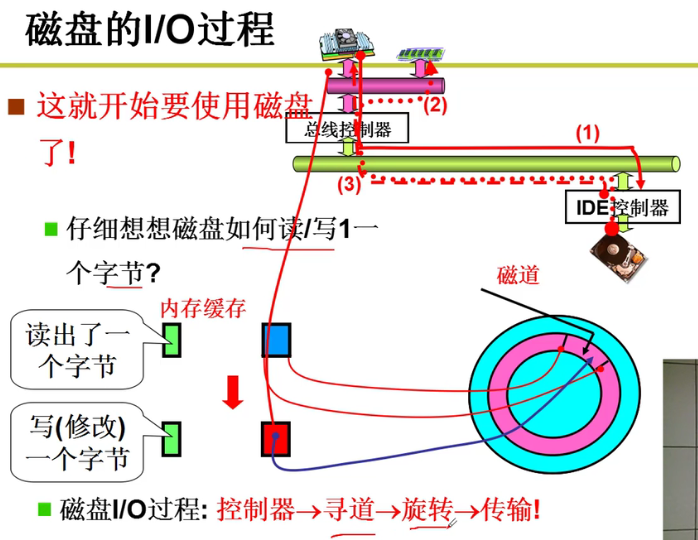 磁盘的I/O过程
这就开始要使用磁盘
了!
(2)
总线控制器
(1)
(3)
IDE控制器
仔细想想磁盘如何读/写1一
个字节?
磁道
内存缓存
读出了一
个字节
写(修改)
一个字节
磁盘I/O过程: 控制器→寻道→旋转→传输!